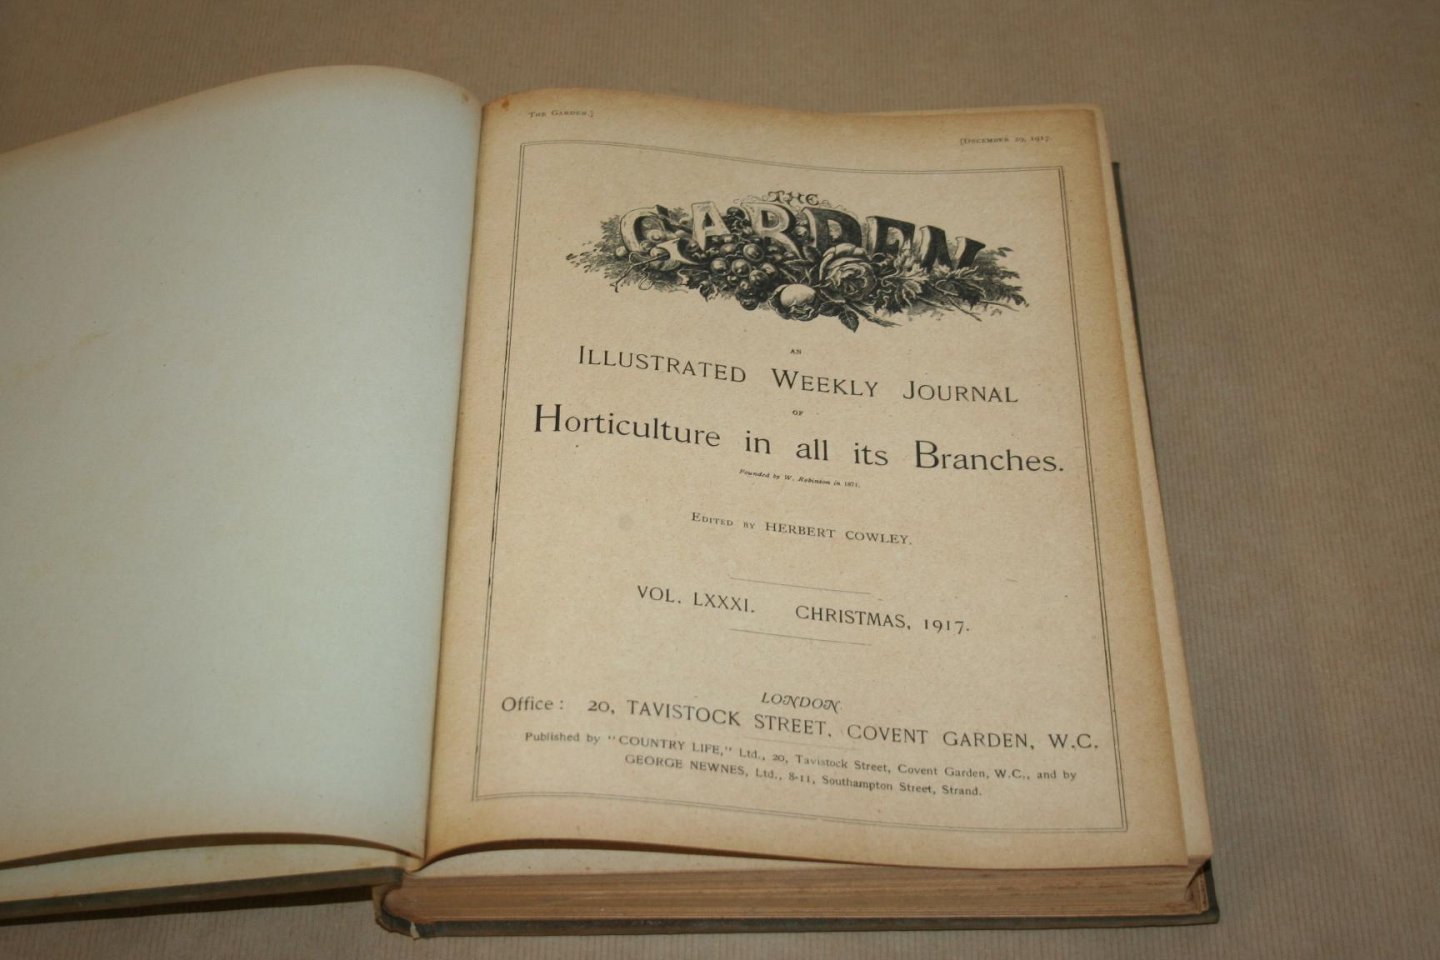 The Garden.]
[December 29, 1917.
THE
GARDEN
AN
ILLUSTRATED WEEKLY JOURNAL
OF
Horticulture in all its Branches.
Founded by W. Robinson in 1871.
EDITED BY HERBERT COWLEY.
VOL. LXXXI. CHRISTMAS, 1917.
LONDON
Office: 20, TAVISTOCK STREET, COVENT GARDEN, W.C.
Published by "COUNTRY LIFE," Ltd., 20, Tavistock Street, Covent Garden, W.C., and by
GEORGE NEWNES, Ltd., 8-11, Southampton Street, Strand.